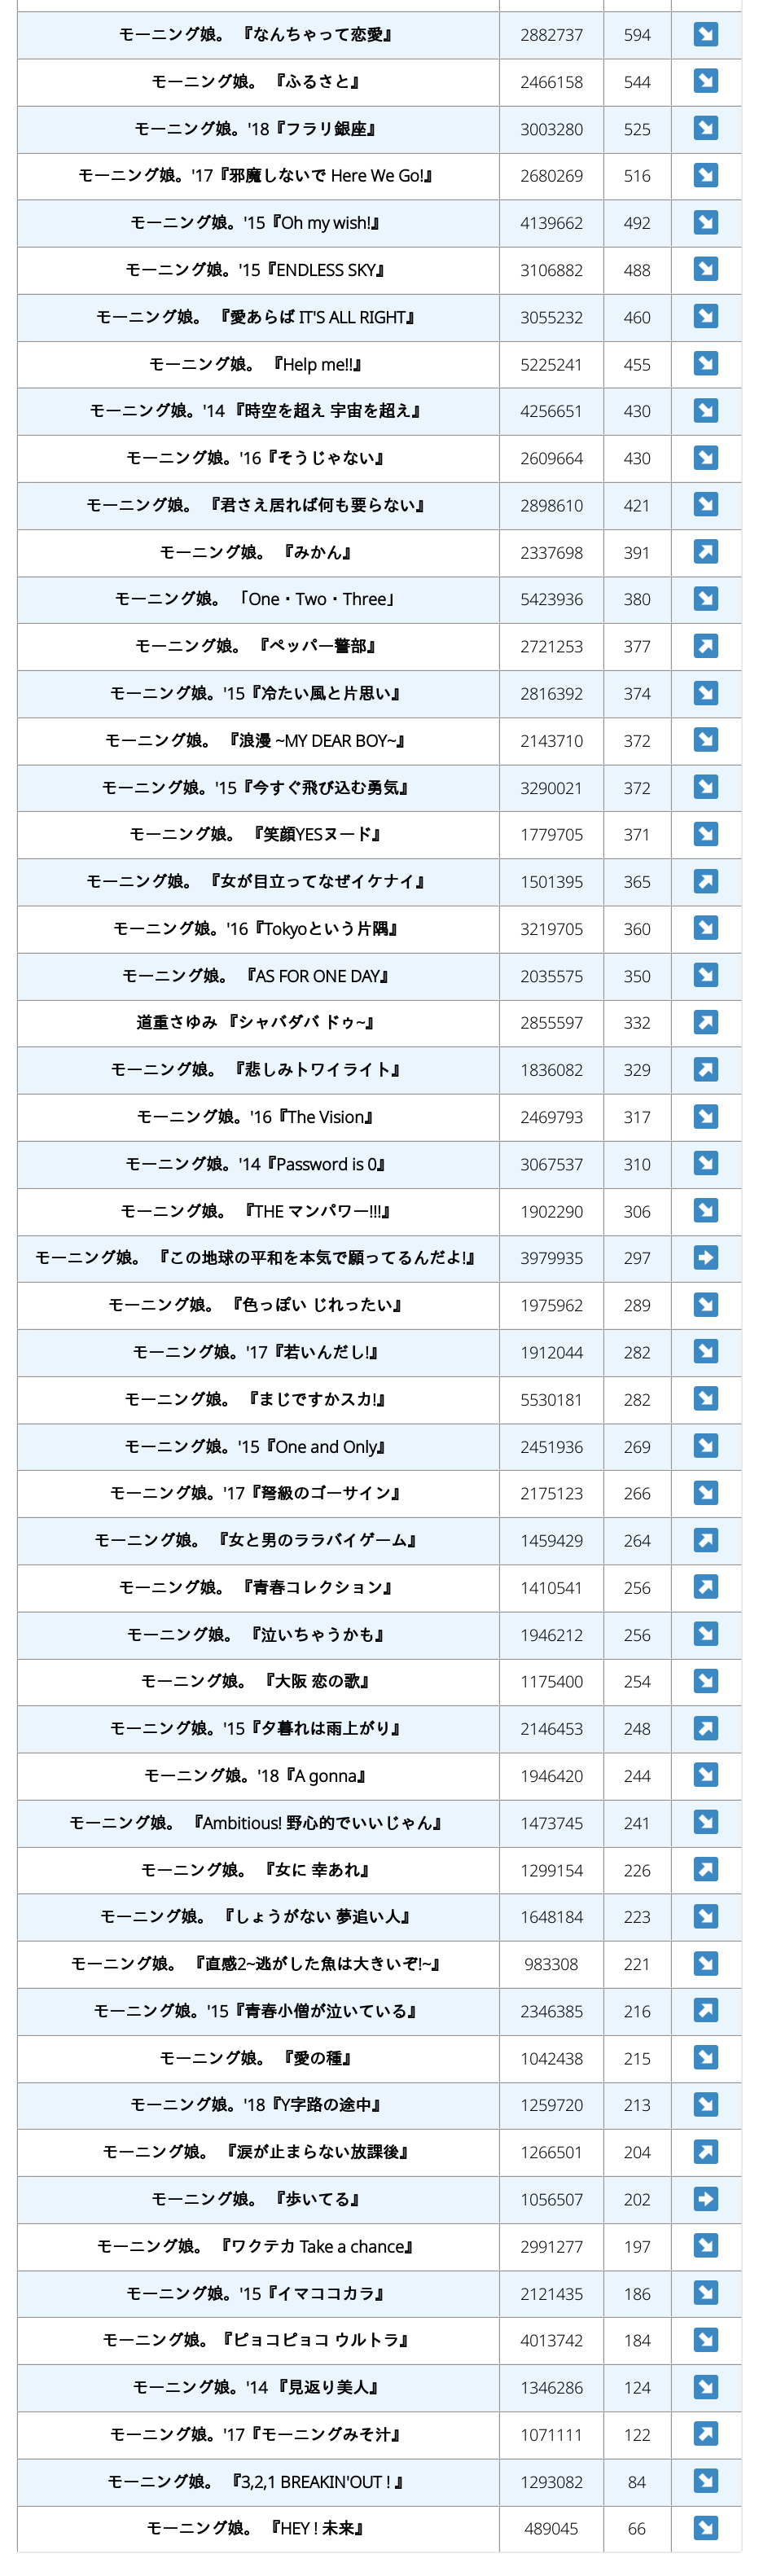 モーニング娘。 『なんちゃって恋愛』 2882737 594 ↘
モーニング娘。 『ふるさと』 2466158 544 ↘
モーニング娘。'18『フラリ銀座』 3003280 525 ↘
モーニング娘。'17『邪魔しないで Here We Go!』 2680269 516 ↘
モーニング娘。'15『Oh my wish!』 4139662 492 ↘
モーニング娘。'15『ENDLESS SKY』 3106882 488 ↘
モーニング娘。 『愛あらば IT'S ALL RIGHT』 3055232 460 ↘
モーニング娘。 『Help me!!』 5225241 455 ↘
モーニング娘。'14 『時空を超え 宇宙を超え』 4256651 430 ↘
モーニング娘。'16『そうじゃない』 2609664 430 ↘
モーニング娘。 『君さえ居れば何も要らない』 2898610 421 ↘
モーニング娘。 『みかん』 2337698 391 ↗
モーニング娘。 「One・Two・Three」 5423936 380 ↘
モーニング娘。 『ペッパー警部』 2721253 377 ↗
モーニング娘。'15『冷たい風と片思い』 2816392 374 ↘
モーニング娘。 『浪漫 ~MY DEAR BOY~』 2143710 372 ↘
モーニング娘。'15『今すぐ飛び込む勇気』 3290021 372 ↘
モーニング娘。 『笑顔YESヌード』 1779705 371 ↘
モーニング娘。 『女が目立ってなぜイケナイ』 1501395 365 ↗
モーニング娘。'16『Tokyoという片隅』 3219705 360 ↘
モーニング娘。 『AS FOR ONE DAY』 2035575 350 ↘
道重さゆみ 『シャバダバ ドゥ~』 2855597 332 ↗
モーニング娘。 『悲しみトワイライト』 1836082 329 ↗
モーニング娘。'16『The Vision』 2469793 317 ↘
モーニング娘。'14『Password is 0』 3067537 310 ↘
モーニング娘。 『THE マンパワー!!!』 1902290 306 ↘
モーニング娘。 『この地球の平和を本気で願ってるんだよ!』 3979935 297 ➡
モーニング娘。 『色っぽい じれったい』 1975962 289 ↘
モーニング娘。'17『若いんだし!』 1912044 282 ↘
モーニング娘。 『まじですかスカ!』 5530181 282 ↘
モーニング娘。'15『One and Only』 2451936 269 ↘
モーニング娘。'17『弩級のゴーサイン』 2175123 266 ↘
モーニング娘。 『女と男のララバイゲーム』 1459429 264 ↗
モーニング娘。 『青春コレクション』 1410541 256 ↗
モーニング娘。 『泣いちゃうかも』 1946212 256 ↘
モーニング娘。 『大阪 恋の歌』 1175400 254 ↘
モーニング娘。'15『夕暮れは雨上がり』 2146453 248 ↗
モーニング娘。'18『A gonna』 1946420 244 ↘
モーニング娘。 『Ambitious! 野心的でいいじゃん』 1473745 241 ↘
モーニング娘。 『女に 幸あれ』 1299154 226 ↗
モーニング娘。 『しょうがない 夢追い人』 1648184 223 ↘
モーニング娘。 『直感2~逃がした魚は大きいぞ!~』 983308 221 ↘
モーニング娘。'15『青春小僧が泣いている』 2346385 216 ↗
モーニング娘。 『愛の種』 1042438 215 ↘
モーニング娘。'18『Y字路の途中』 1259720 213 ↘
モーニング娘。 『涙が止まらない放課後』 1266501 204 ↗
モーニング娘。 『歩いてる』 1056507 202 ➡
モーニング娘。 『ワクテカ Take a chance』 2991277 197 ↘
モーニング娘。'15『イマココカラ』 2121435 186 ↘
モーニング娘。『ピョコピョコ ウルトラ』 4013742 184 ↘
モーニング娘。'14 『見返り美人』 1346286 124 ↘
モーニング娘。'17『モーニングみそ汁』 1071111 122 ↗
モーニング娘。 『3,2,1 BREAKIN'OUT ! 』 1293082 84 ↘
モーニング娘。 『HEY ! 未来』 489045 66 ↘